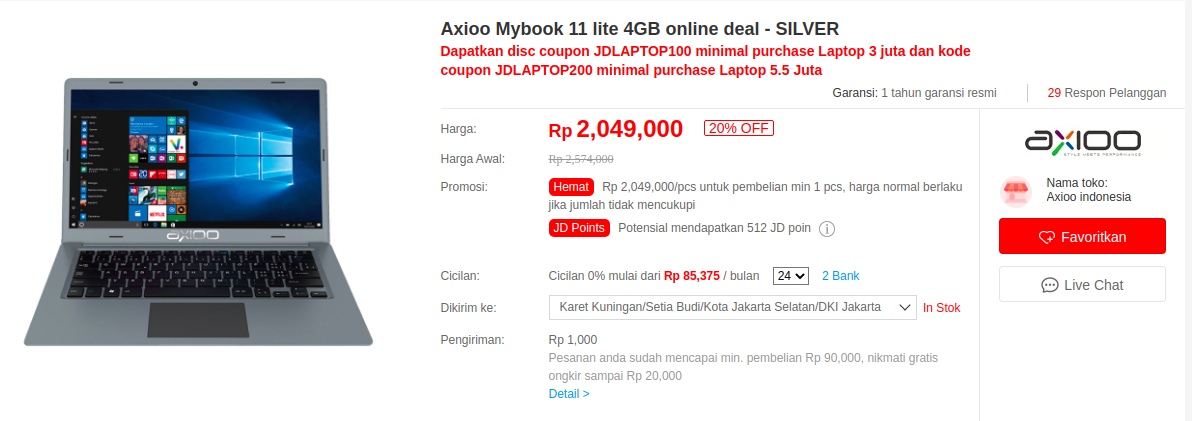 Axioo Mybook 11 lite 4GB online deal - SILVER
Dapatkan disc coupon JDLAPTOP100 minimal purchase Laptop 3 juta dan kode
coupon JDLAPTOP200 minimal purchase Laptop 5.5 Juta
Garansi: 1 tahun garansi resmi
29 Respon Pelanggan
Harga: Rp 2,049,000 20% OFF
Harga Awal: Rp 2,574,000
Promosi: Hemat Rp 2,049,000/pcs untuk pembelian min 1 pcs, harga normal berlaku
jika jumlah tidak mencukupi
JD Points Potensial mendapatkan 512 JD poin
Cicilan: Cicilan 0% mulai dari Rp 85,375 / bulan 24 2 Bank
Dikirim ke: Karet Kuningan/Setia Budi/Kota Jakarta Selatan/DKI Jakarta In Stok
Pengiriman: Rp 1,000
Pesanan anda sudah mencapai min. pembelian Rp 90,000, nikmati gratis
ongkir sampai Rp 20,000
Detail >
axioo
STYLE MEETS PERFORMANCE
Nama toko:
Axioo indonesia
Favoritkan
Live Chat
NETFLIX
axioo